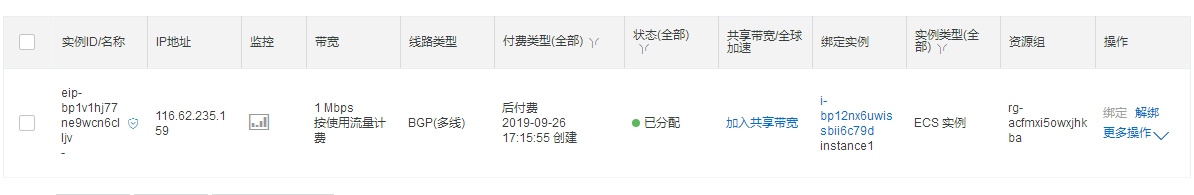 实例ID/名称
IP地址
监控
带宽
线路类型
付费类型(全部)
状态(全部)
共享带宽/全球
加速
绑定实例
实例类型(全
部)
资源组
操作
eip-
bp1v1hj77
ne9wcn6cl
ljv
-
116.62.235.1
59
1 Mbps
按使用流量计
费
BGP(多线)
后付费
2019-09-26
17:15:55 创建
已分配
加入共享带宽
i-
bp12nx6uwis
sbii6c79d
instance1
ECS 实例
rg-
acfmxi5owxjhk
ba
绑定 解绑
更多操作